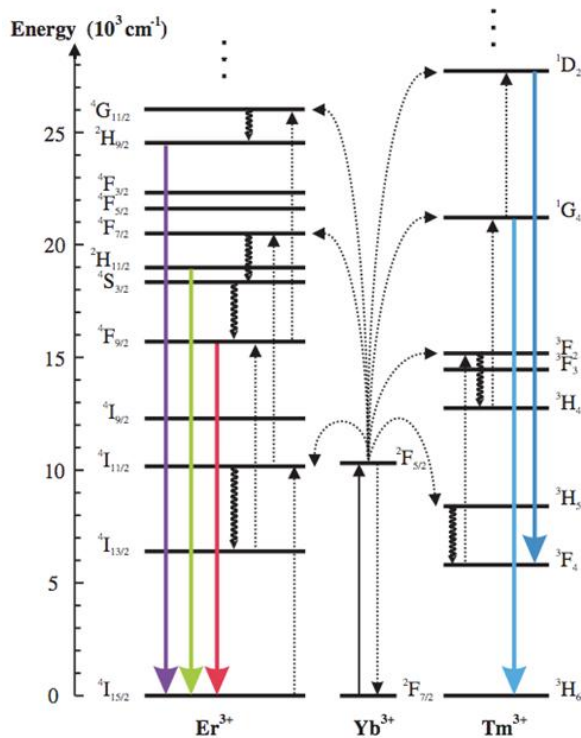 Energy (10³ cm⁻¹)
25
20
15
10
5
0
⁴G₁₁/₂
²H₉/₂
⁴F₃/₂
⁴F₅/₂
⁴F₇/₂
²H₁₁/₂
⁴S₃/₂
⁴F₉/₂
⁴I₉/₂
⁴I₁₁/₂
⁴I₁₃/₂
⁴I₁₅/₂
Er³⁺
²F₅/₂
²F₇/₂
Yb³⁺
¹D₂
¹G₄
³F₂
³F₃
³H₄
³H₅
³F₄
³H₆
Tm³⁺